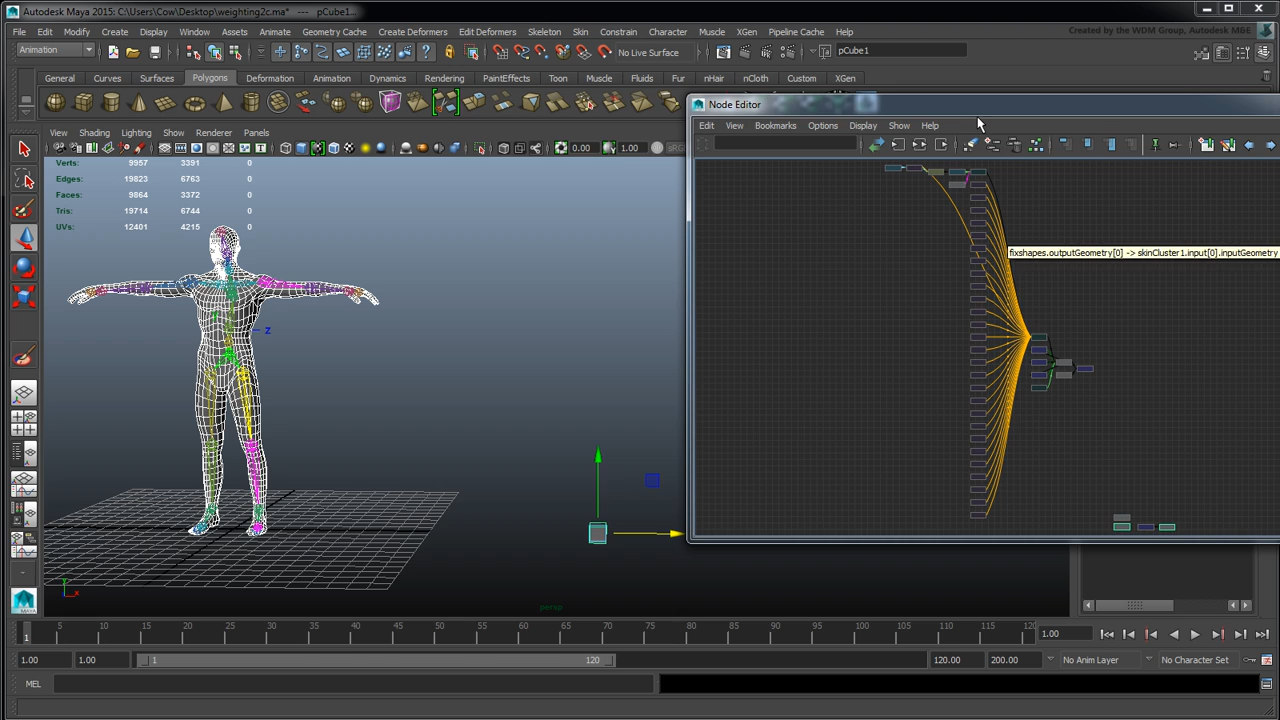 Autodesk Maya 2015: C:\Users\Cow\Desktop\weighting2c.ma* --- pCube1...
File Edit Modify Create Display Window Assets Animate Geometry Cache Create Deformers Edit Deformers Skeleton Skin Constrain Character Muscle XGen Pipeline Cache Help
Created by the WDM Group, Autodesk MBE
Animation No Live Surface pCube1
General Curves Surfaces Polygons Deformation Animation Dynamics Rendering PaintEffects Toon Muscle Fluids Fur nHair nCloth Custom XGen
Node Editor
View Shading Lighting Show Renderer Panels
Edit View Bookmarks Options Display Show Help
0.00 1.00
Verts: 9957 3391 0
Edges: 19823 6763 0
Faces: 9864 3372 0
Tris: 19714 6744 0
UVs: 12401 4215 0
fixshapes.outputGeometry[0] -> skinCluster1.input[0].inputGeometry
z
y
x
persp
MAYA
1 5 10 15 20 25 30 35 40 45 50 55 60 65 70 75 80 85 90 95 100 105 110 115 120 1.00
1.00 1.00 1 120 120.00 200.00 No Anim Layer No Character Set
MEL